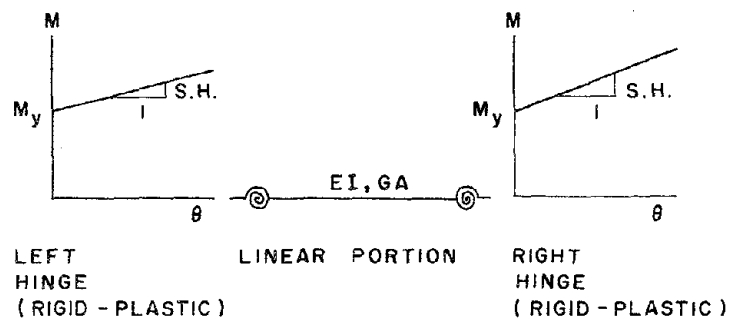 M
M
S.H.
S.H.
My
1
My
1
EI, GA
θ
θ
LEFT
HINGE
(RIGID-PLASTIC)
LINEAR PORTION
RIGHT
HINGE
(RIGID-PLASTIC)